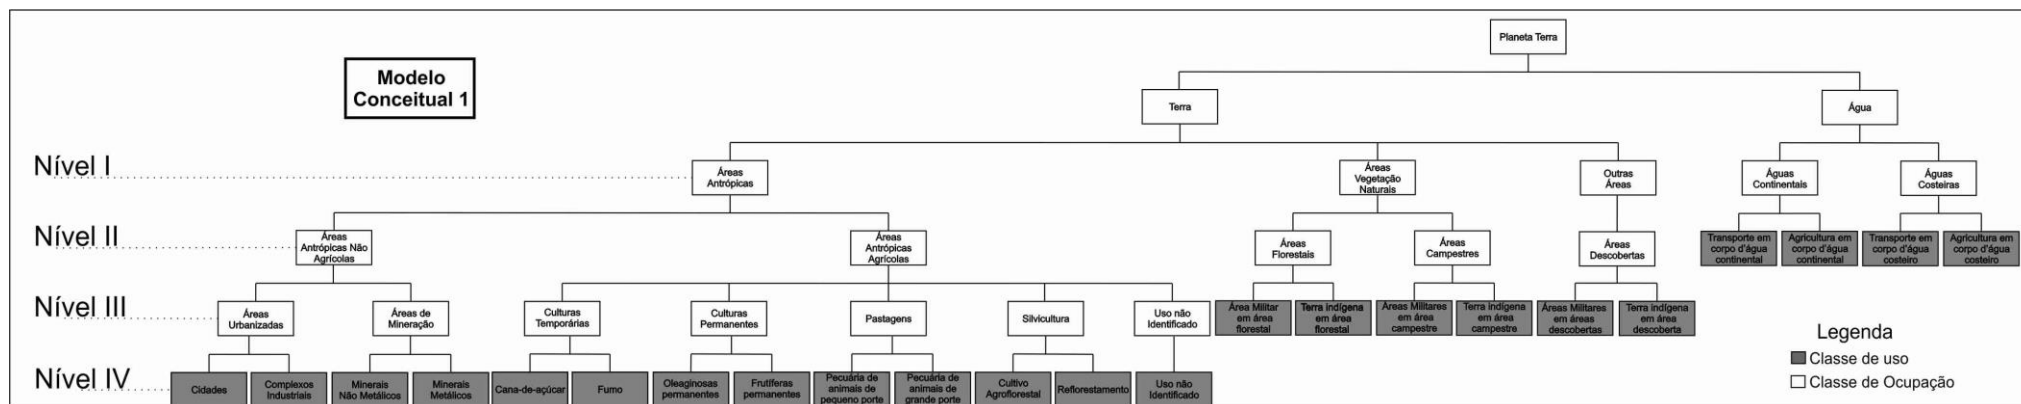 Planeta Terra
Modelo
Conceitual 1
Terra
Água
Nível I
Áreas
Antrópicas
Áreas
Vegetação
Naturais
Outras
Áreas
Águas
Continentais
Águas
Costeiras
Nível II
Áreas
Antrópicas Não
Agrícolas
Áreas
Antrópicas
Agrícolas
Áreas
Florestais
Áreas
Campestres
Áreas
Descobertas
Transporte em
corpo d'água
continental
Agricultura em
corpo d'água
continental
Transporte em
corpo d'água
costeiro
Agricultura em
corpo d'água
costeiro
Nível III
Áreas
Urbanizadas
Áreas de
Mineração
Culturas
Temporárias
Culturas
Permanentes
Pastagens
Silvicultura
Uso não
Identificado
Área Militar
em área
florestal
Terra indígena
em área
florestal
Áreas Militares
em área
campestre
Terra indígena
em área
campestre
Áreas Militares
em áreas
descobertas
Terra indígena
em área
descoberta
Nível IV
Cidades
Complexos
Industriais
Minerais
Não Metálicos
Minerais
Metálicos
Cana-de-açúcar
Fumo
Oleaginosas
permanentes
Frutíferas
permanentes
Pecuária de
animais de
pequeno porte
Pecuária de
animais de
grande porte
Cultivo
Agroflorestal
Reflorestamento
Uso não
Identificado
Legenda
Classe de uso
Classe de Ocupação